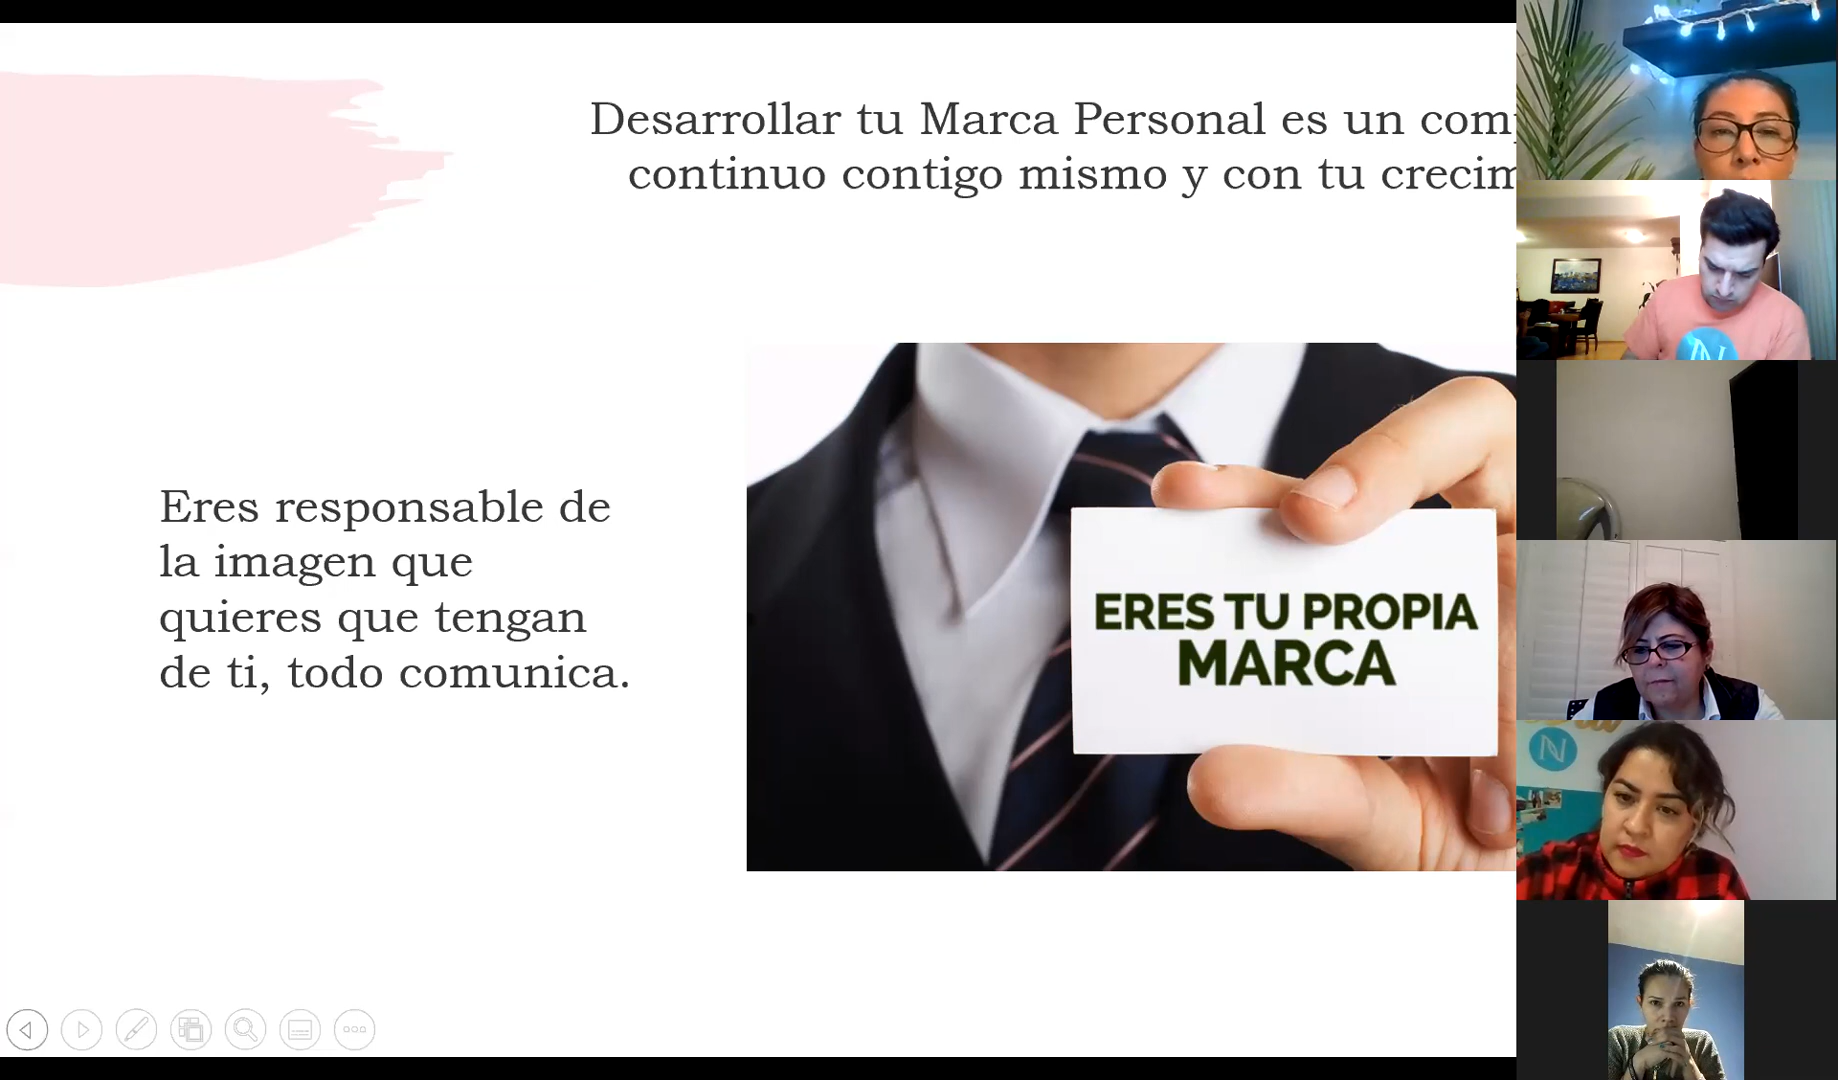 Desarrollar tu Marca Personal es un com
continuo contigo mismo y con tu crecim
Eres responsable de
la imagen que
quieres que tengan
de ti, todo comunica.
ERES TU PROPIA
MARCA
N
N